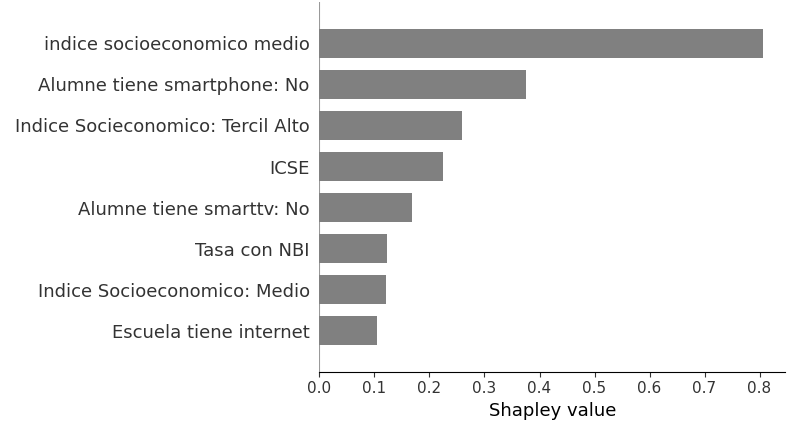 indice socioeconomico medio
Alumne tiene smartphone: No
Indice Socieconomico: Tercil Alto
ICSE
Alumne tiene smarttv: No
Tasa con NBI
Indice Socioeconomico: Medio
Escuela tiene internet
0.0 0.1 0.2 0.3 0.4 0.5 0.6 0.7 0.8
Shapley value